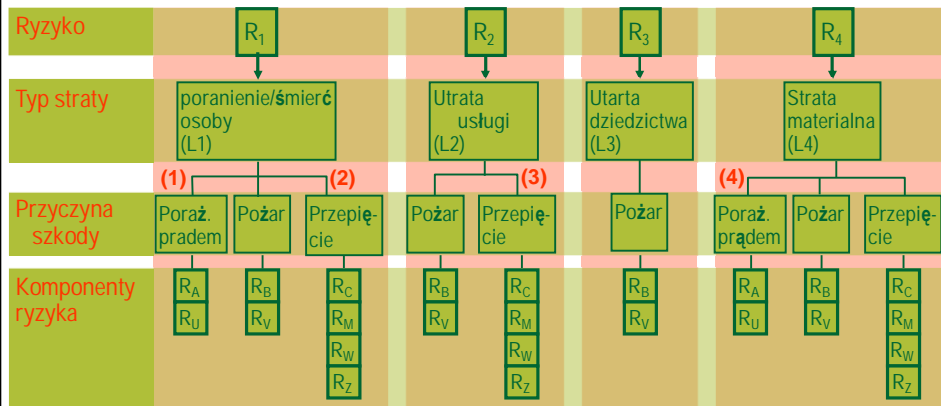 Ryzyko
R1
R2
R3
R4
Typ straty
poranienie/śmierć
osoby
(L1)
Utrata
usługi
(L2)
Utarta
dziedzictwa
(L3)
Strata
materialna
(L4)
(1)
(2)
(3)
(4)
Przyczyna
szkody
Poraż.
pradem
Pożar
Przepię-
cie
Pożar
Przepię-
cie
Pożar
Poraż.
prądem
Pożar
Przepię-
cie
Komponenty
ryzyka
RA
RU
RB
RV
RC
RM
RW
RZ
RB
RV
RC
RM
RW
RZ
RB
RV
RA
RU
RB
RV
RC
RM
RW
RZ